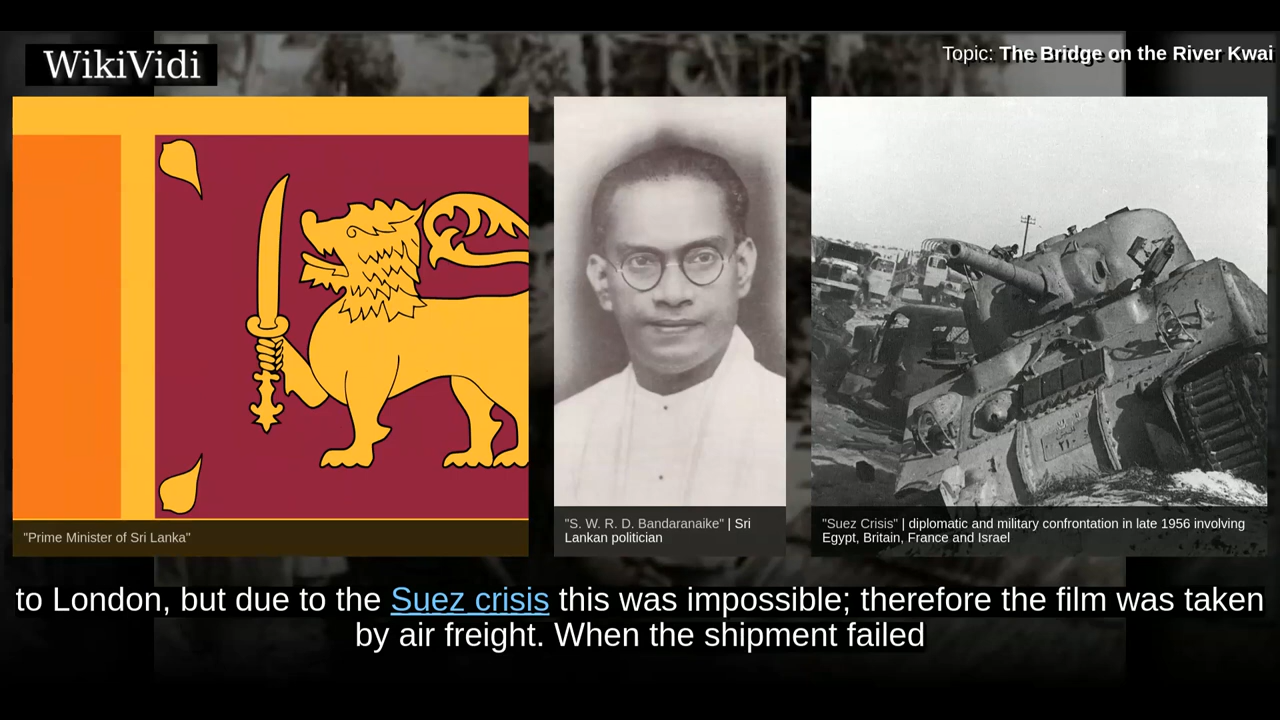 WikiVidi
Topic: The Bridge on the River Kwai
"Prime Minister of Sri Lanka"
"S. W. R. D. Bandaranaike" | Sri
Lankan politician
"Suez Crisis" | diplomatic and military confrontation in late 1956 involving
Egypt, Britain, France and Israel
to London, but due to the Suez crisis this was impossible; therefore the film was taken
by air freight. When the shipment failed